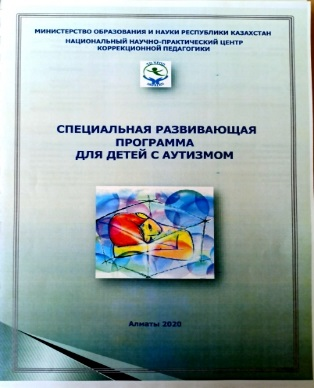 МИНИСТЕРСТВО ОБРАЗОВАНИЯ И НАУКИ РЕСПУБЛИКИ КАЗАХСТАН
НАЦИОНАЛЬНЫЙ НАУЧНО-ПРАКТИЧЕСКИЙ ЦЕНТР
КОРРЕКЦИОННОЙ ПЕДАГОГИКИ
СПЕЦИАЛЬНАЯ РАЗВИВАЮЩАЯ
ПРОГРАММА
ДЛЯ ДЕТЕЙ С АУТИЗМОМ
Алматы 2020